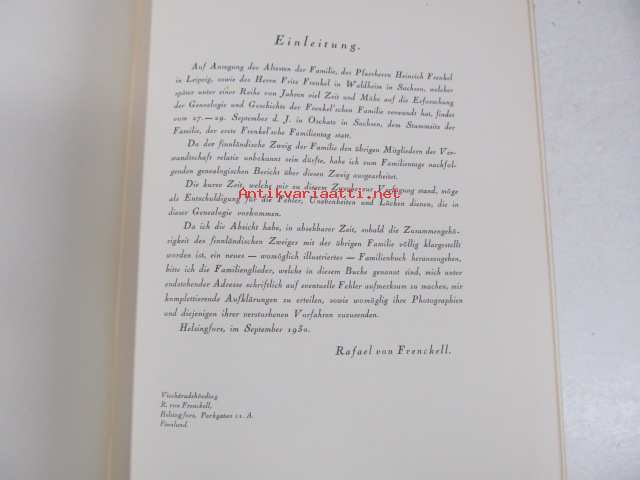 Einleitung.
Auf Anregung des Ältesten der Familie, des Pfarrherrn Heinrich Frenkel
in Leipzig, sowie des Herrn Fritz Frenkel in Waldheim in Sachsen, welcher
später unter einer Reihe von Jahren viel Zeit und Mühe auf die Erforschung
der Genealogie und Geschichte der Frenkel'schen Familie verwandt hat, findet
vom 27.—29. September d. J. in Oschatz in Sachsen, dem Stammsitz der
Familie, der erste Frenkel'sche Familientag statt.
Da der finnländische Zweig der Familie den übrigen Mitgliedern der Ver-
wandtschaft relativ unbekannt sein dürfte, habe ich zum Familientage nachfol-
genden genealogischen Bericht über diesen Zweig ausgearbeitet.
Die kurze Zeit, welche mir zu diesem Zwecke zur Verfügung stand, möge
als Entschuldigung für die Fehler, Unebenheiten und Lücken dienen, die in
Antikvariaatti.net
dieser Genealogie vorkommen.
Da ich die Absicht habe, in absehbarer Zeit, sobald die Zusammengehö-
rigkeit des finnländischen Zweiges mit der übrigen Familie völlig klargestellt
worden ist, ein neues — womöglich illustriertes — Familienbuch herauszugeben,
bitte ich die Familienglieder, welche in diesem Buche genannt sind, mich unter
endstehender Adresse schriftlich auf eventuelle Fehler aufmerksam zu machen, mir
komplettierende Aufklärungen zu erteilen, sowie womöglig ihre Photographien
und diejenigen ihrer verstorbenen Vorfahren zuzusenden.
Helsingfors, im September 1930.
Rafael von Frenckell.
Vicehäradshövding
R. von Frenckell,
Helsingfors, Parkgatan 11. A.
Finnland.